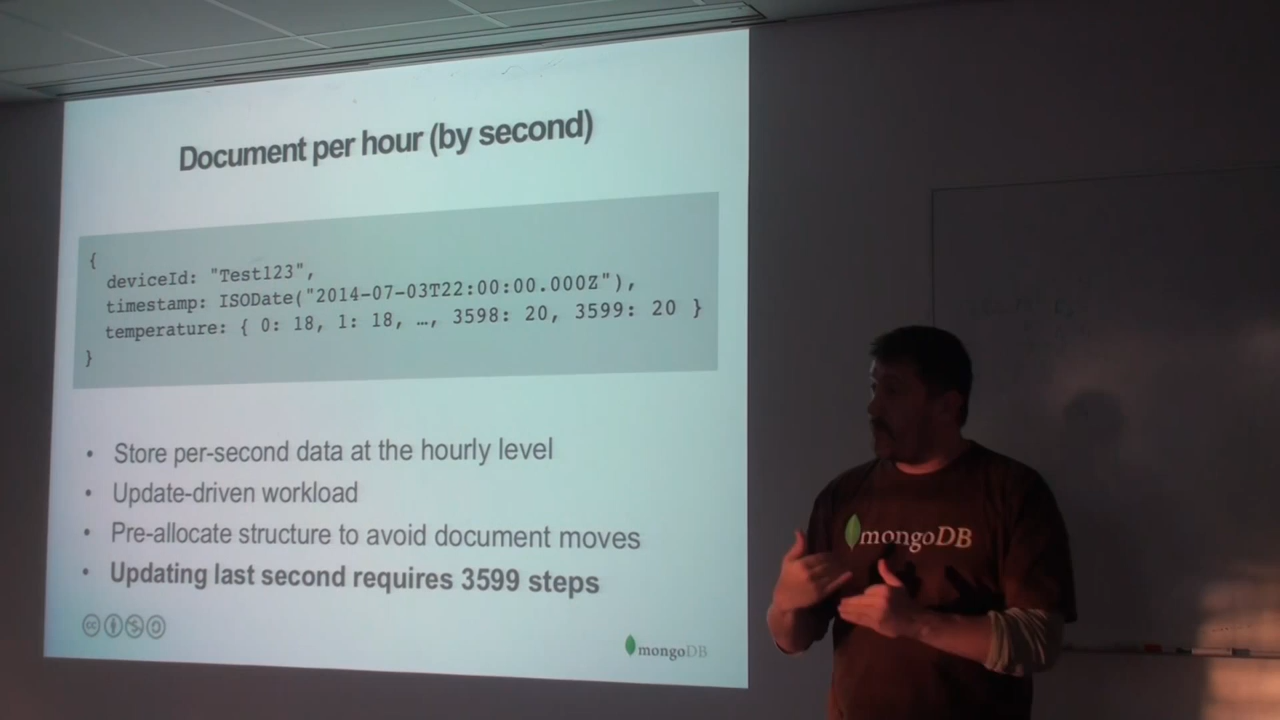 Document per hour (by second)
{
deviceId: "Test123",
timestamp: ISODate("2014-07-03T22:00:00.000Z"),
temperature: { 0: 18, 1: 18, …, 3598: 20, 3599: 20 }
}
• Store per-second data at the hourly level
• Update-driven workload
• Pre-allocate structure to avoid document moves
• Updating last second requires 3599 steps
cc
mongoDB
mongoDB